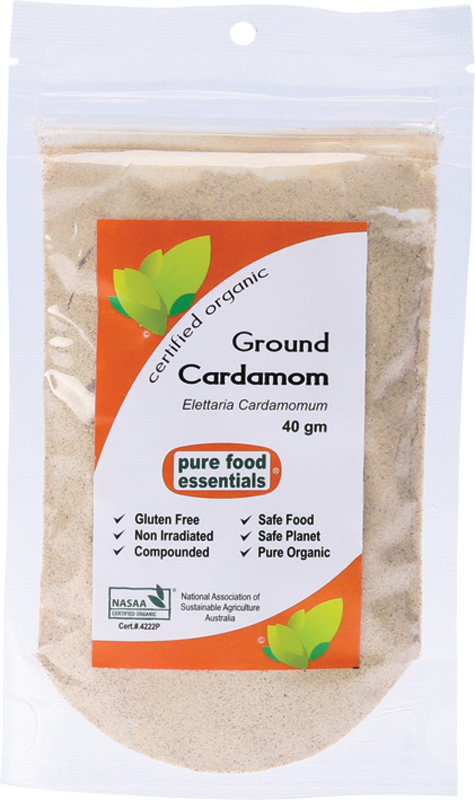 certified organic
Ground
Cardamom
Elettaria Cardamomum
40 gm
pure food
essentials®
✓ Gluten Free
✓ Non Irradiated
✓ Compounded
✓ Safe Food
✓ Safe Planet
✓ Pure Organic
NASAA®
CERTIFIED ORGANIC
Cert.#.4222P
National Association of
Sustainable Agriculture
Australia
©
©